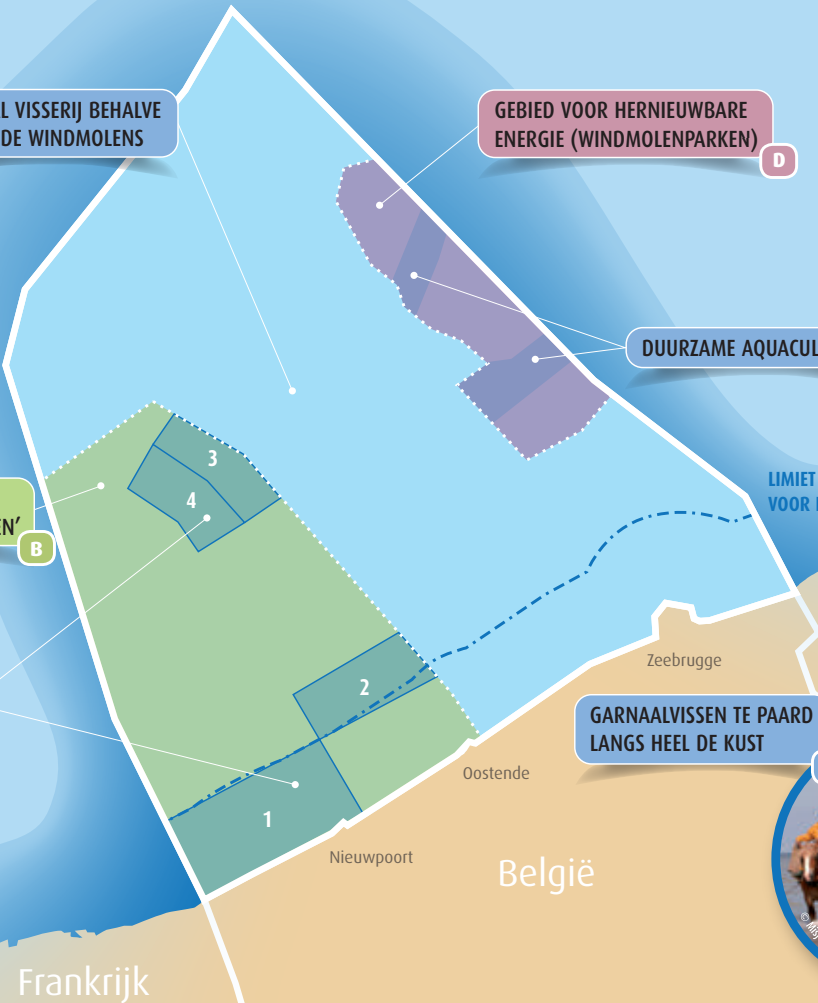 L VISSERIJ BEHALVE
DE WINDMOLENS
GEBIED VOOR HERNIEUWBARE
ENERGIE (WINDMOLENPARKEN)
D
DUURZAME AQUACUL
3
4
LIMIET
VOOR
EN’
B
2
Zeebrugge
GARNAALVISSEN TE PAARD
LANGS HEEL DE KUST
Oostende
1
Nieuwpoort
België
Frankrijk